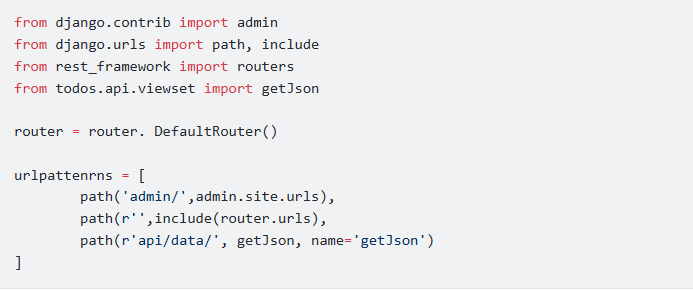 from django.contrib import admin
from django.urls import path, include
from rest_framework import routers
from todos.api.viewset import getJson
router = router. DefaultRouter()
urlpattenrns = [
path('admin/',admin.site.urls),
path(r'',include(router.urls),
path(r'api/data/', getJson, name='getJson')
]